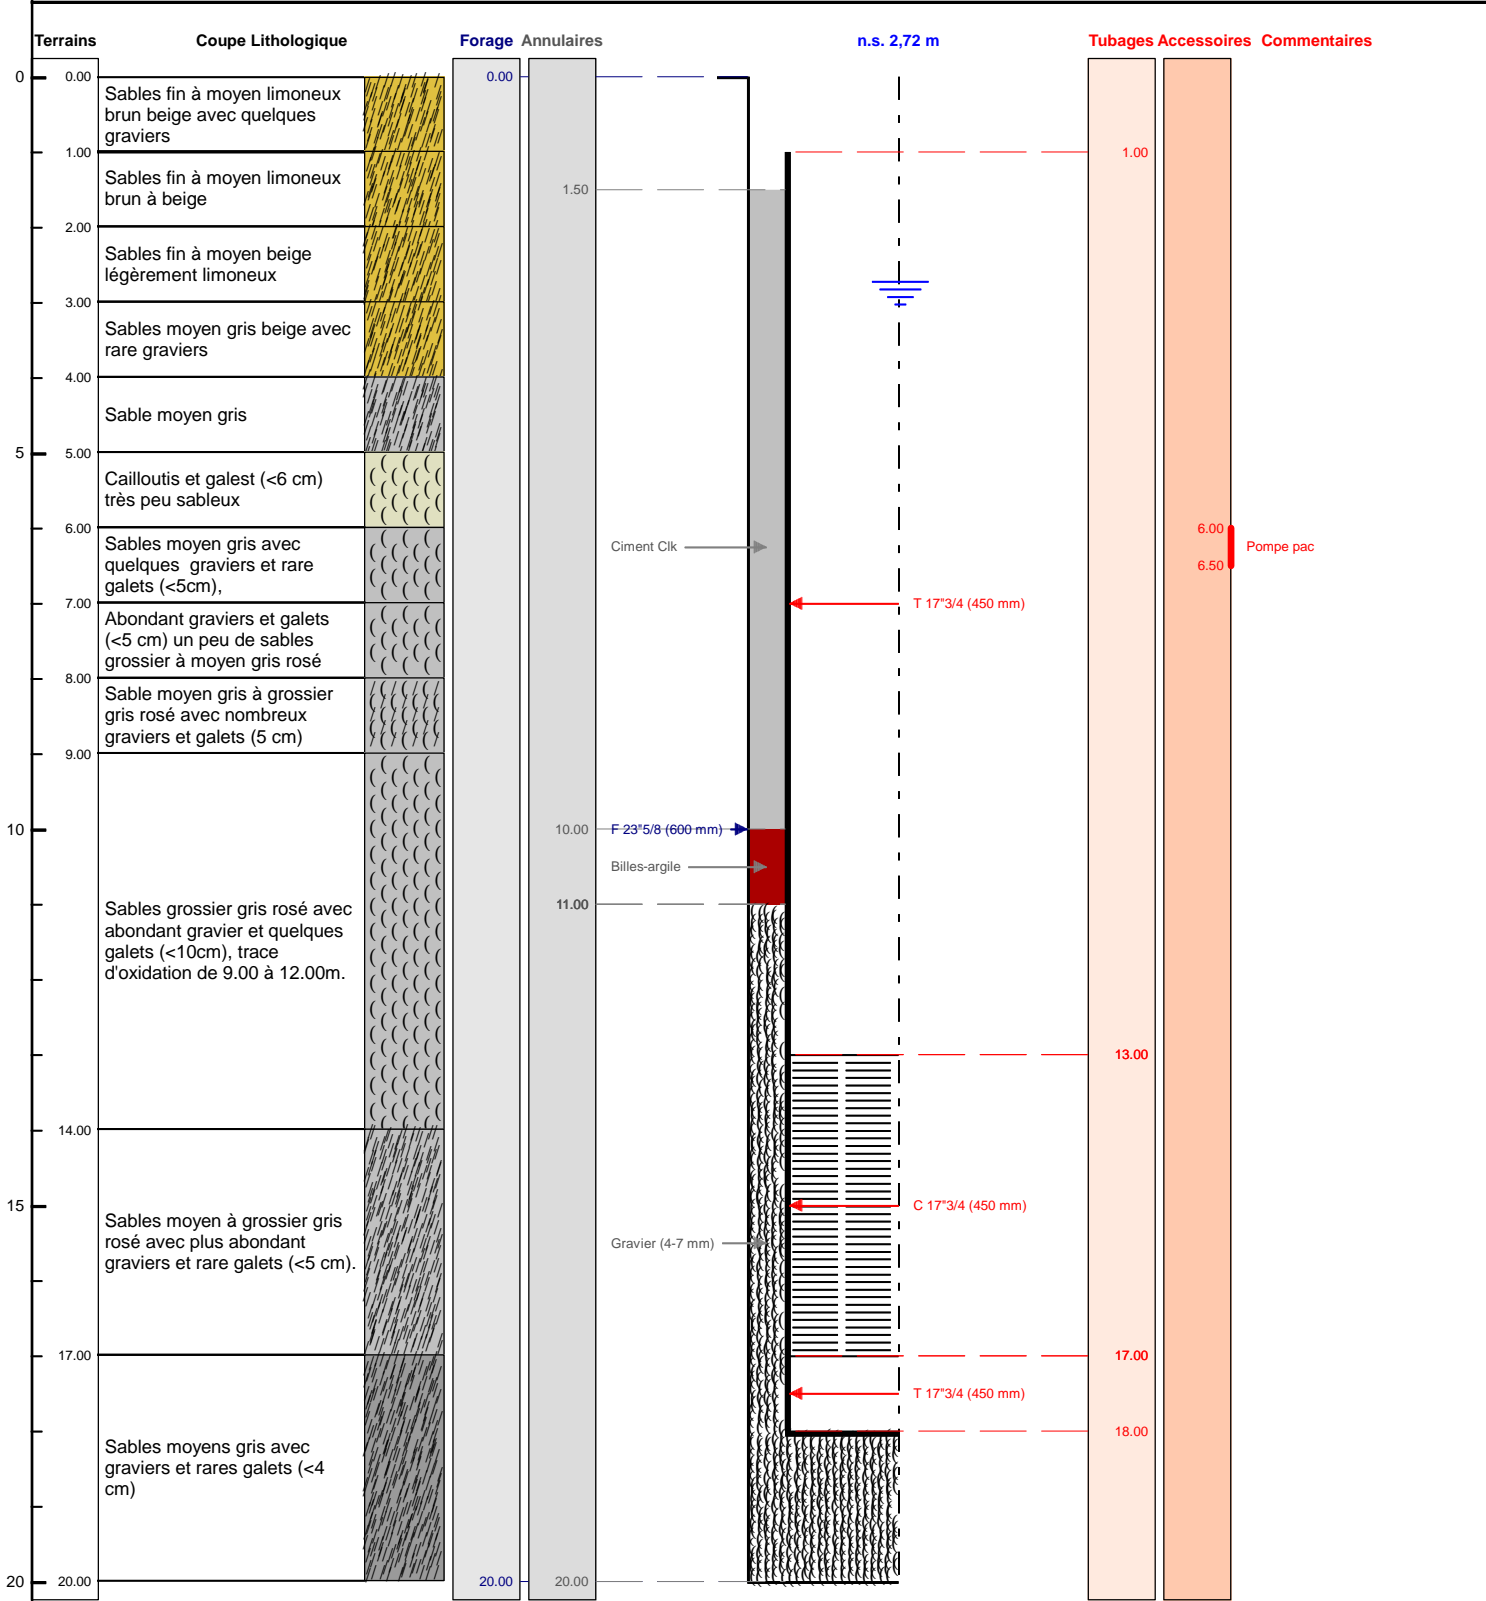 Terrains Coupe Lithologique Forage Annulaires n.s. 2,72 m Tubages Accessoires Commentaires
0 0.00 0.00
Sables fin à moyen limoneux
brun beige avec quelques
graviers
1.00 1.00
Sables fin à moyen limoneux
brun à beige
1.50
2.00
Sables fin à moyen beige
légèrement limoneux
3.00
Sables moyen gris beige avec
rare graviers
4.00
Sable moyen gris
5 5.00
Cailloutis et galest (<6 cm)
très peu sableux
6.00 6.00
Sables moyen gris avec
quelques graviers et rare
galets (<5cm),
Ciment Clk
Pompe pac
6.50
7.00 T 17"3/4 (450 mm)
Abondant graviers et galets
(<5 cm) un peu de sables
grossier à moyen gris rosé
8.00
Sable moyen gris à grossier
gris rosé avec nombreux
graviers et galets (5 cm)
9.00
10 10.00 F 23"5/8 (600 mm)
Billes-argile
11.00
Sables grossier gris rosé avec
abondant gravier et quelques
galets (<10cm), trace
d'oxidation de 9.00 à 12.00m.
13.00
14.00
15 C 17"3/4 (450 mm)
Sables moyen à grossier gris
rosé avec plus abondant
graviers et rare galets (<5 cm).
Gravier (4-7 mm)
17.00 17.00
T 17"3/4 (450 mm)
18.00
Sables moyens gris avec
graviers et rares galets (<4
cm)
20 20.00 20.00 20.00